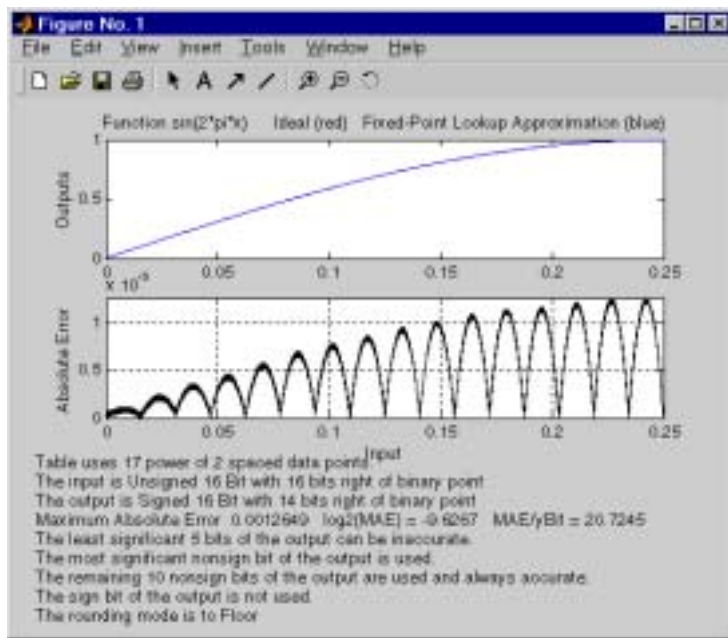 Figure No. 1
File Edit View Insert Tools Window Help
A
Function sin(2*pi*x) Ideal (red) Fixed-Point Lookup Approximation (blue)
1
0.5
0
Outputs
0 0.05 0.1 0.15 0.2 0.25
x 10⁻³
1
0.5
0
Absolute Error
0 0.05 0.1 0.15 0.2 0.25
Input
Table uses 17 power of 2 spaced data points
The input is Unsigned 16 Bit with 16 bits right of binary point
The output is Signed 16 Bit with 14 bits right of binary point
Maximum Absolute Error 0.0012649 log2(MAE) = -9.6267 MAE/yBit = 20.7245
The least significant 5 bits of the output can be inaccurate.
The most significant nonsign bit of the output is used.
The remaining 10 nonsign bits of the output are used and always accurate.
The sign bit of the output is not used.
The rounding mode is to Floor